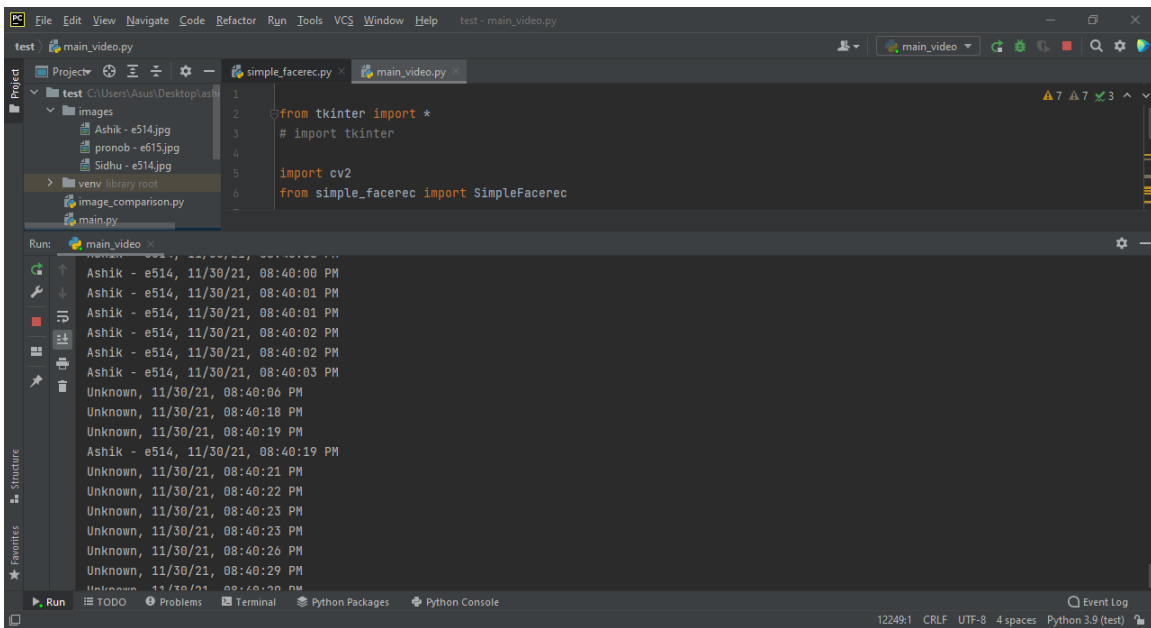 PC File Edit View Navigate Code Refactor Run Tools VCS Window Help test - main_video.py
test main_video.py main_video
Project simple_facerec.py main_video.py
Project
test C:\Users\Asus\Desktop\ashi
images
Ashik - e514.jpg
pronob - e615.jpg
Sidhu - e514.jpg
venv library root
image_comparison.py
main.py
1
2 from tkinter import *
3 # import tkinter
4
5 import cv2
6 from simple_facerec import SimpleFacerec
7 7 3
Run: main_video
Ashik - e514, 11/30/21, 08:40:00 PM
Ashik - e514, 11/30/21, 08:40:01 PM
Ashik - e514, 11/30/21, 08:40:01 PM
Ashik - e514, 11/30/21, 08:40:02 PM
Ashik - e514, 11/30/21, 08:40:02 PM
Ashik - e514, 11/30/21, 08:40:03 PM
Unknown, 11/30/21, 08:40:06 PM
Unknown, 11/30/21, 08:40:18 PM
Unknown, 11/30/21, 08:40:19 PM
Ashik - e514, 11/30/21, 08:40:19 PM
Unknown, 11/30/21, 08:40:21 PM
Unknown, 11/30/21, 08:40:22 PM
Unknown, 11/30/21, 08:40:23 PM
Unknown, 11/30/21, 08:40:23 PM
Unknown, 11/30/21, 08:40:26 PM
Unknown, 11/30/21, 08:40:29 PM
Structure
Favorites
Run TODO Problems Terminal Python Packages Python Console Event Log
12249:1 CRLF UTF-8 4 spaces Python 3.9 (test)